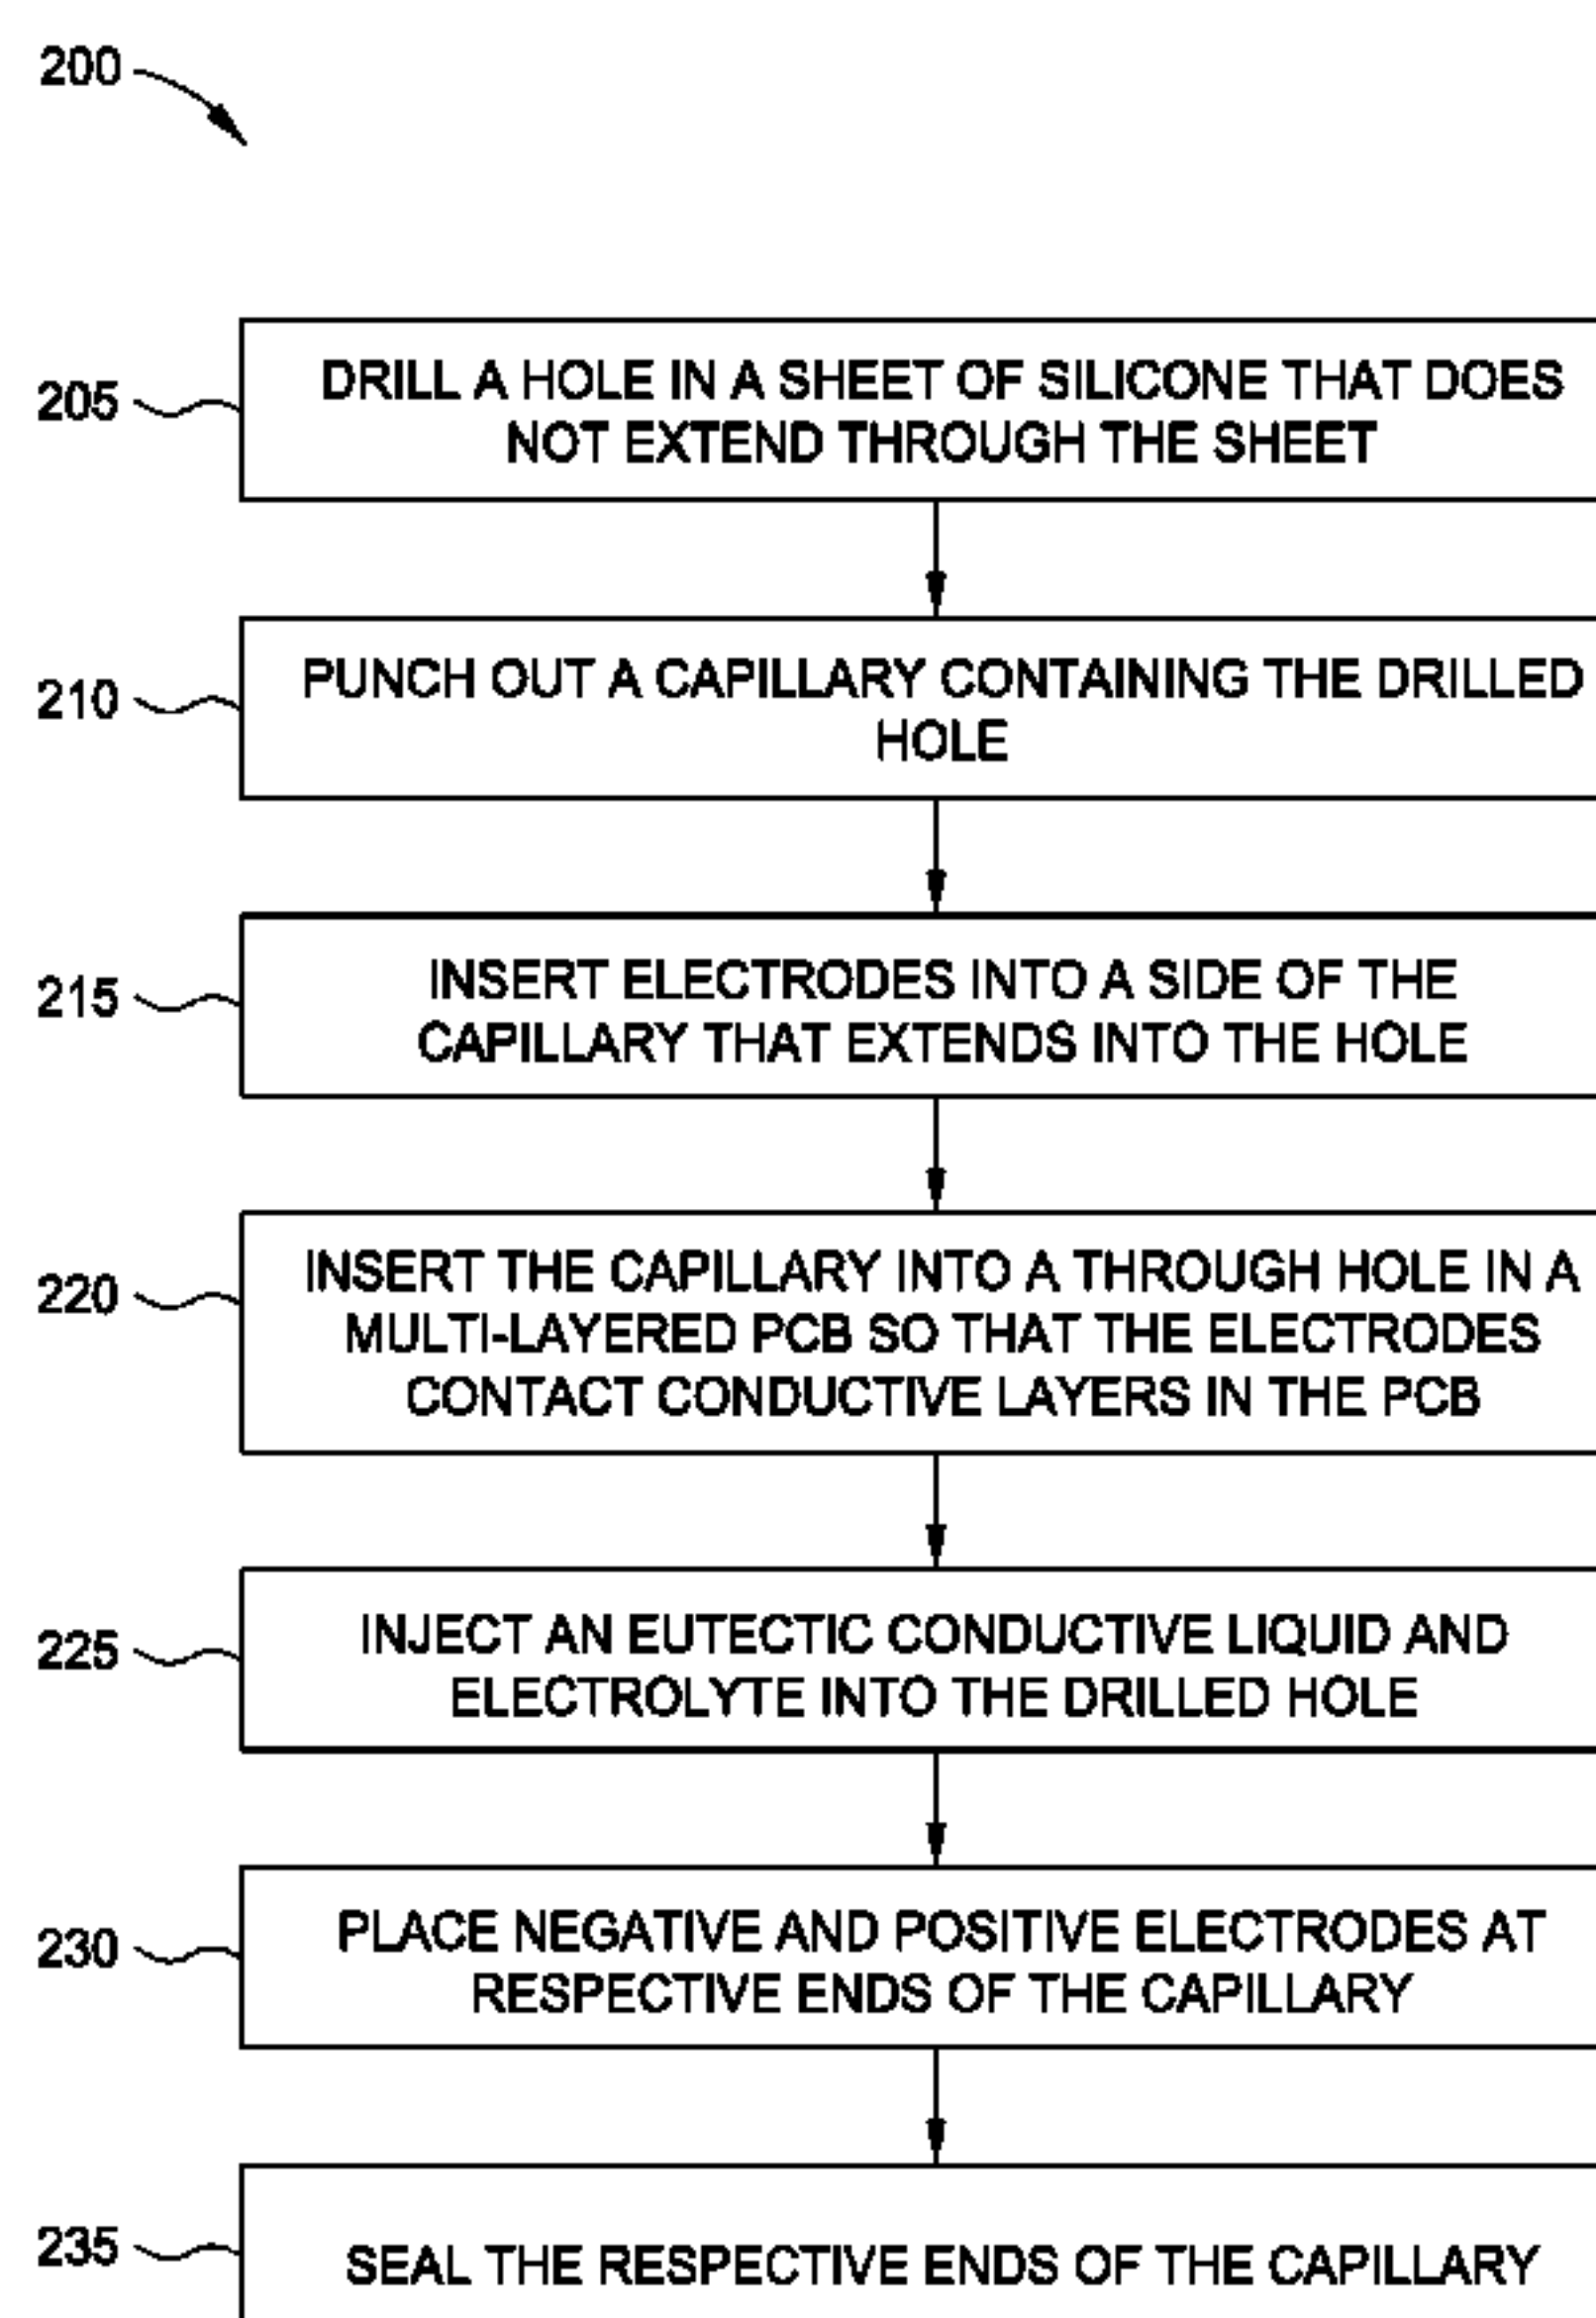 200
205
DRILL A HOLE IN A SHEET OF SILICONE THAT DOES
NOT EXTEND THROUGH THE SHEET
210
PUNCH OUT A CAPILLARY CONTAINING THE DRILLED
HOLE
215
INSERT ELECTRODES INTO A SIDE OF THE
CAPILLARY THAT EXTENDS INTO THE HOLE
220
INSERT THE CAPILLARY INTO A THROUGH HOLE IN A
MULTI-LAYERED PCB SO THAT THE ELECTRODES
CONTACT CONDUCTIVE LAYERS IN THE PCB
225
INJECT AN EUTECTIC CONDUCTIVE LIQUID AND
ELECTROLYTE INTO THE DRILLED HOLE
230
PLACE NEGATIVE AND POSITIVE ELECTRODES AT
RESPECTIVE ENDS OF THE CAPILLARY
235
SEAL THE RESPECTIVE ENDS OF THE CAPILLARY